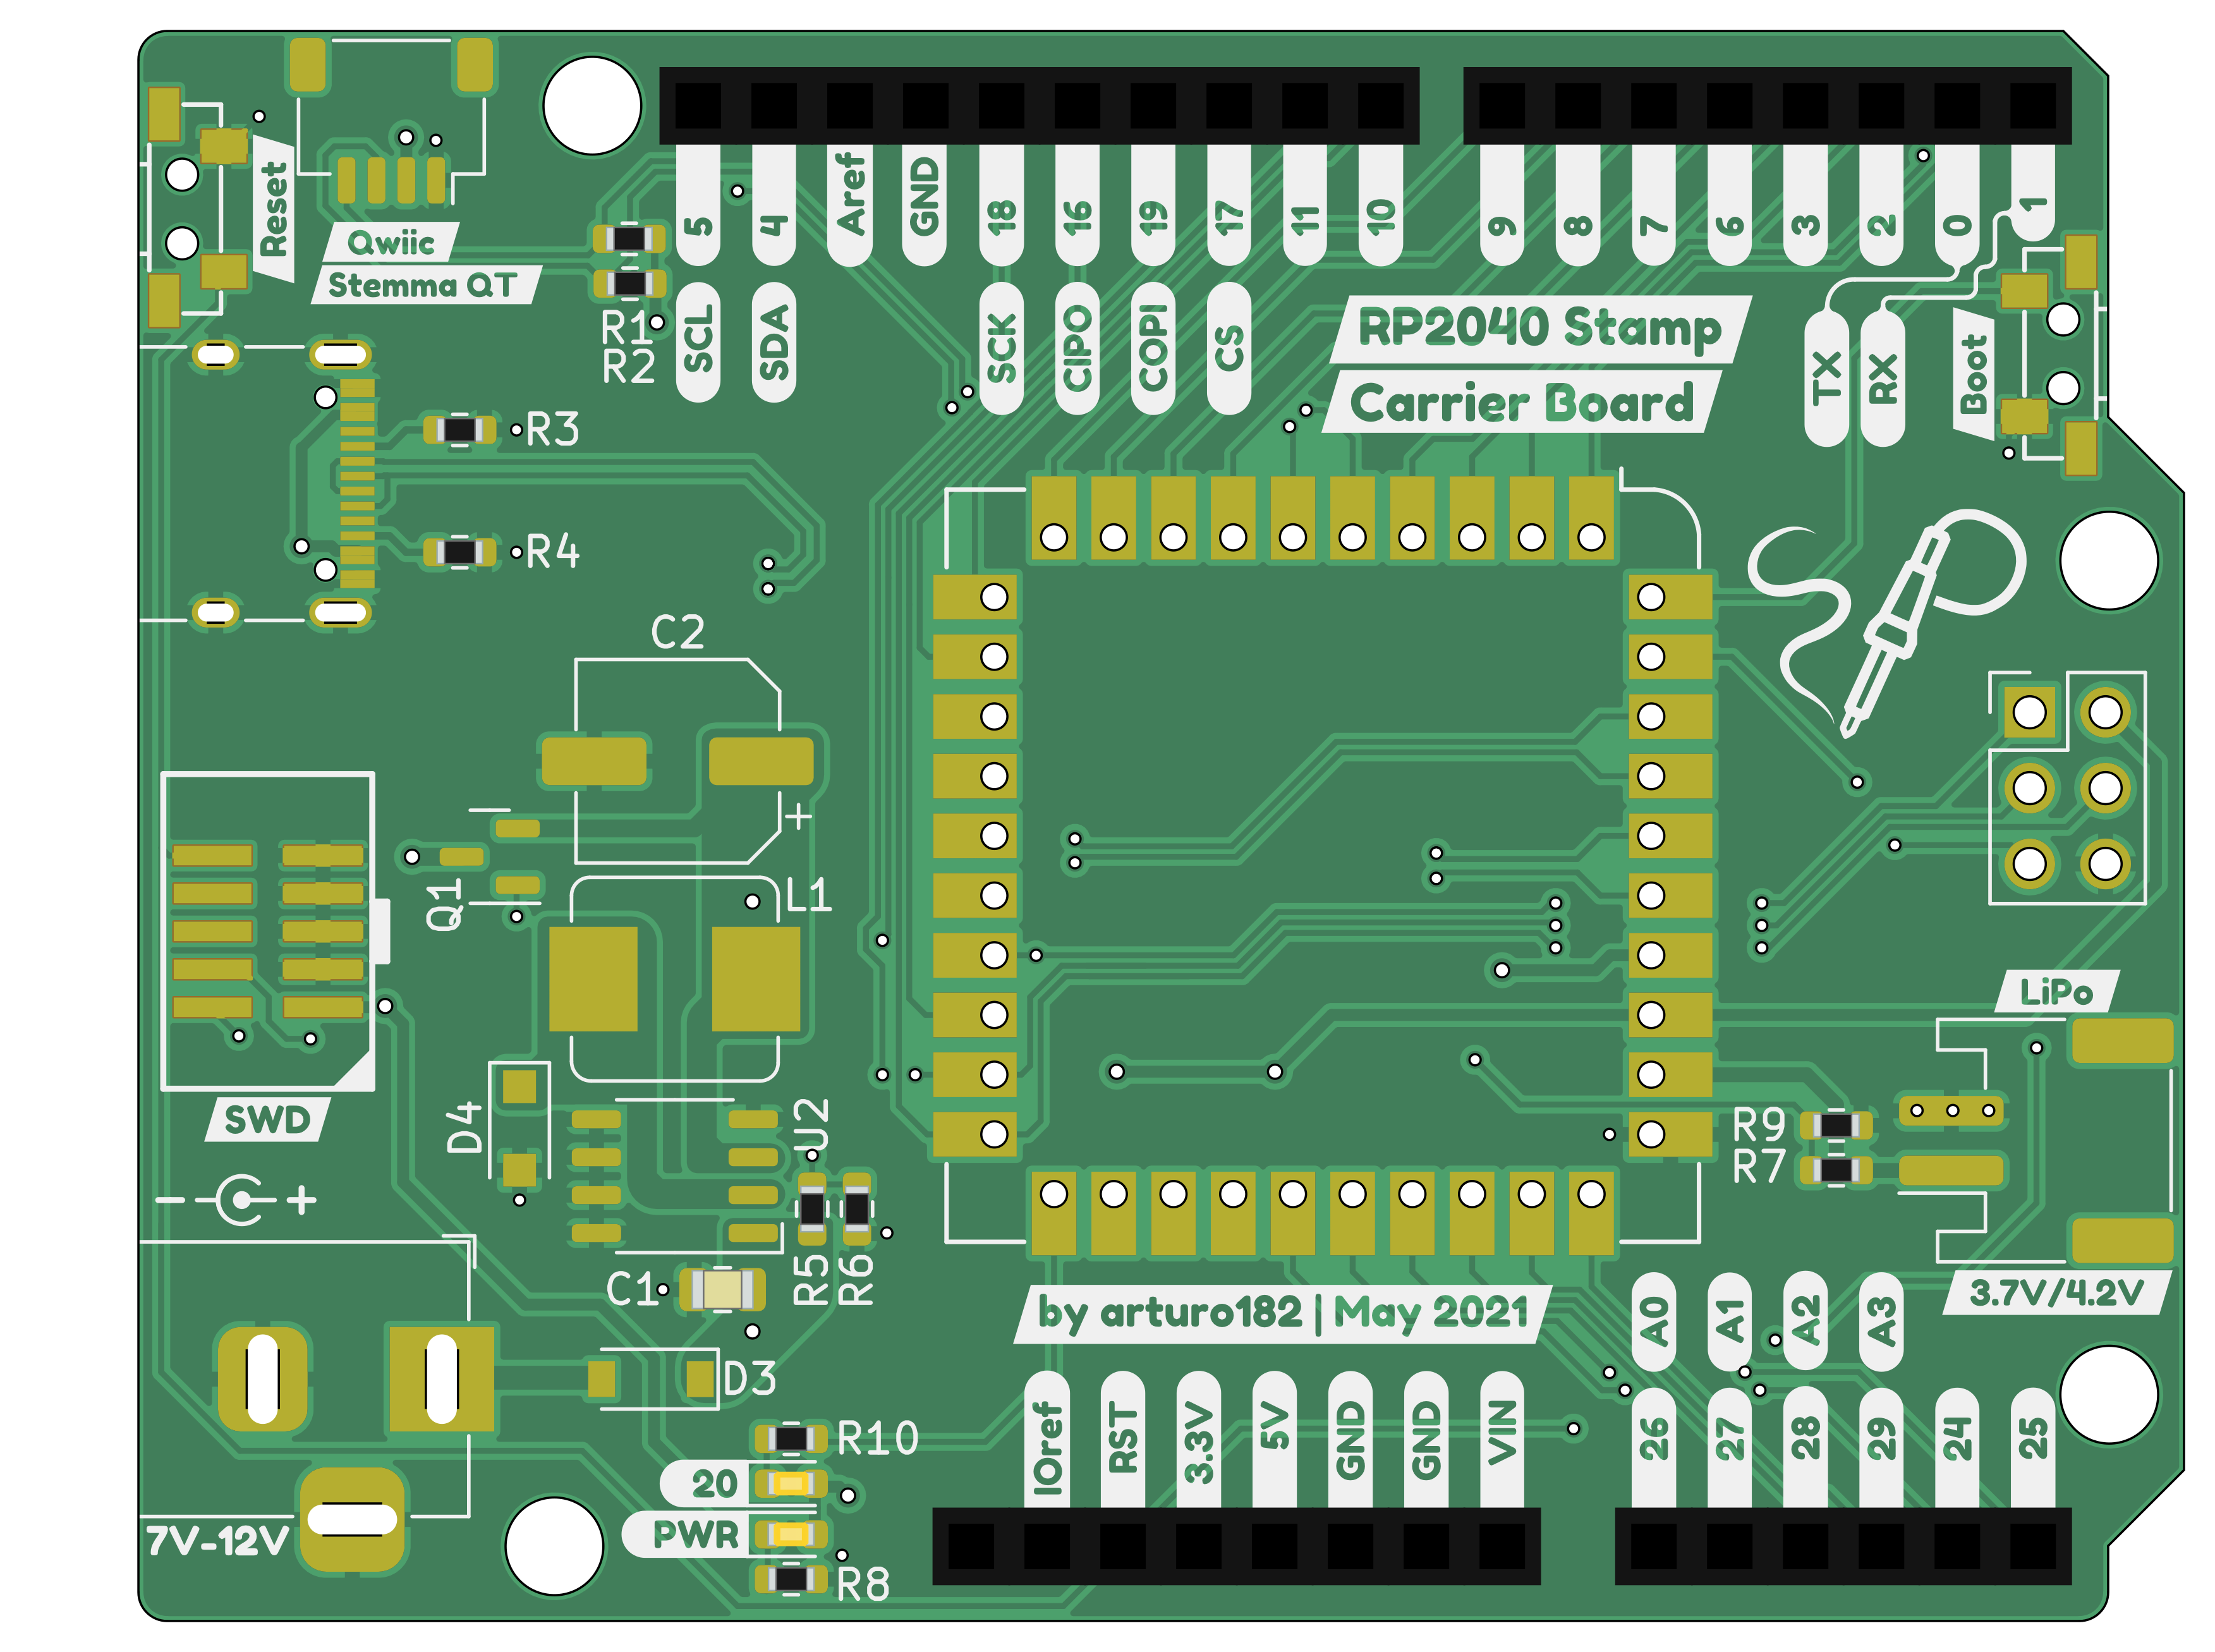 5
4
Aref
GND
18
16
19
17
11
10
9
8
7
6
3
2
0
1
Reset
Qwiic
Stemma QT
R1
R2
SCL
SDA
SCK
CIPO
COPI
CS
RP2040 Stamp
Carrier Board
TX
RX
Boot
R3
R4
C2
+
Q1
L1
LiPo
SWD
D4
U2
R9
R7
- +
C1
R5
R6
by arturo182 | May 2021
A0
A1
A2
A3
3.7V/4.2V
D3
R10
20
PWR
R8
7V-12V
IOref
RST
3.3V
5V
GND
GND
VIN
26
27
28
29
24
25